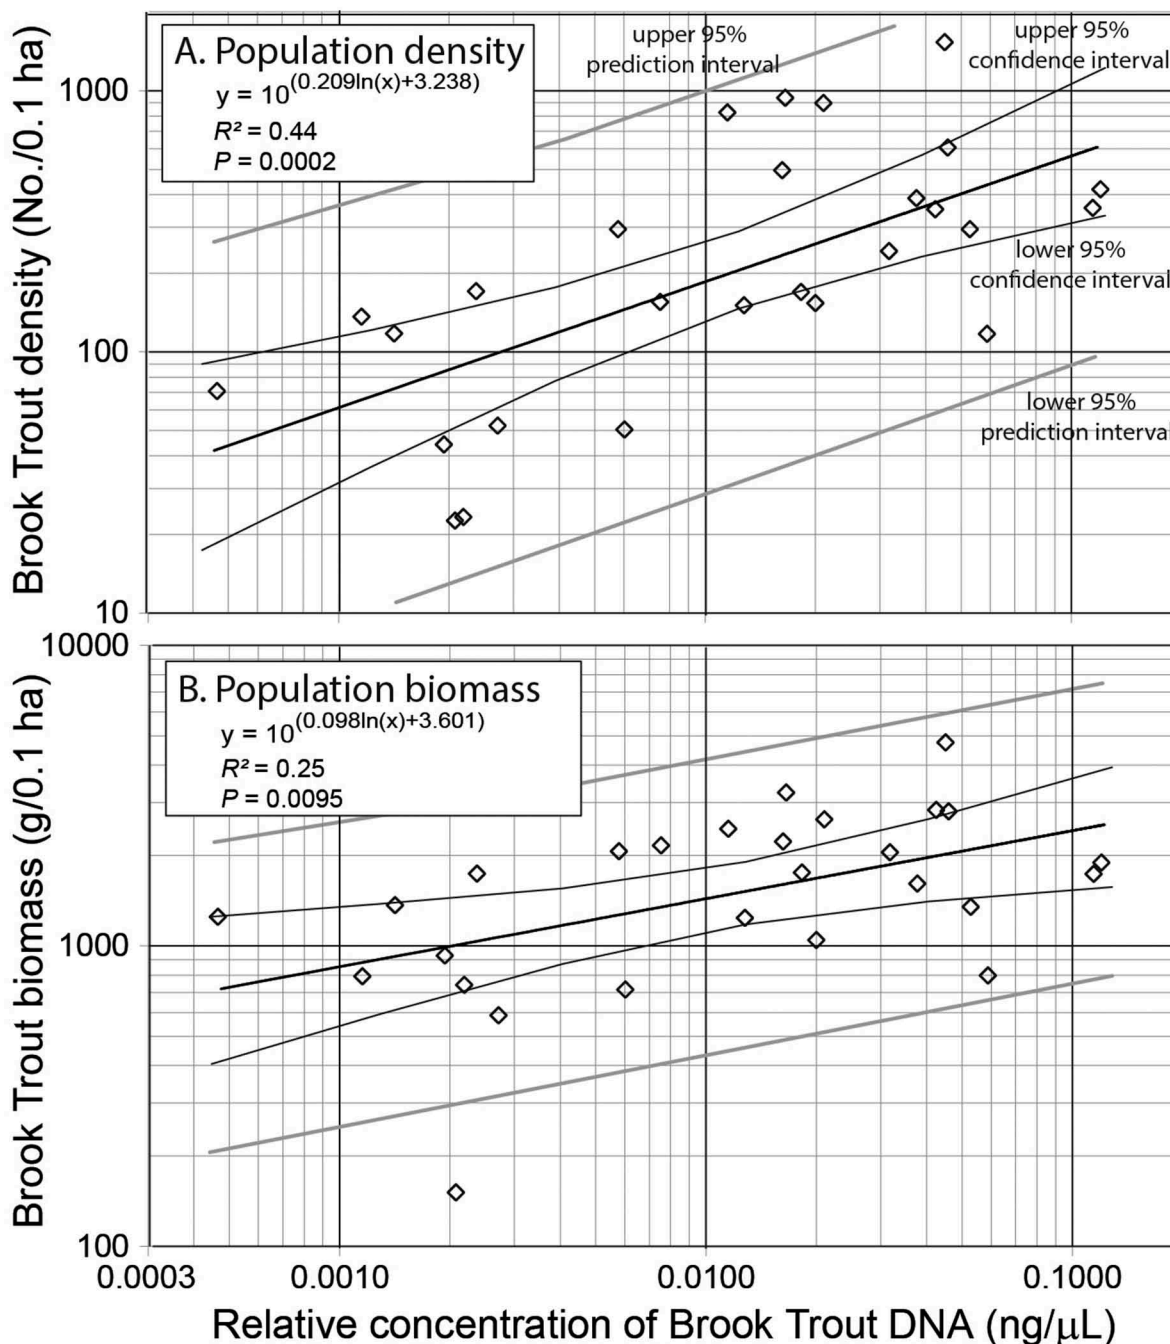 Brook Trout density (No./0.1 ha)
1000
100
10
A. Population density
y = 10^(0.209ln(x)+3.238)
R² = 0.44
P = 0.0002
upper 95%
prediction interval
upper 95%
confidence interval
lower 95%
confidence interval
lower 95%
prediction interval
Brook Trout biomass (g/0.1 ha)
10000
1000
100
B. Population biomass
y = 10^(0.098ln(x)+3.601)
R² = 0.25
P = 0.0095
0.0003 0.0010 0.0100 0.1000
Relative concentration of Brook Trout DNA (ng/μL)